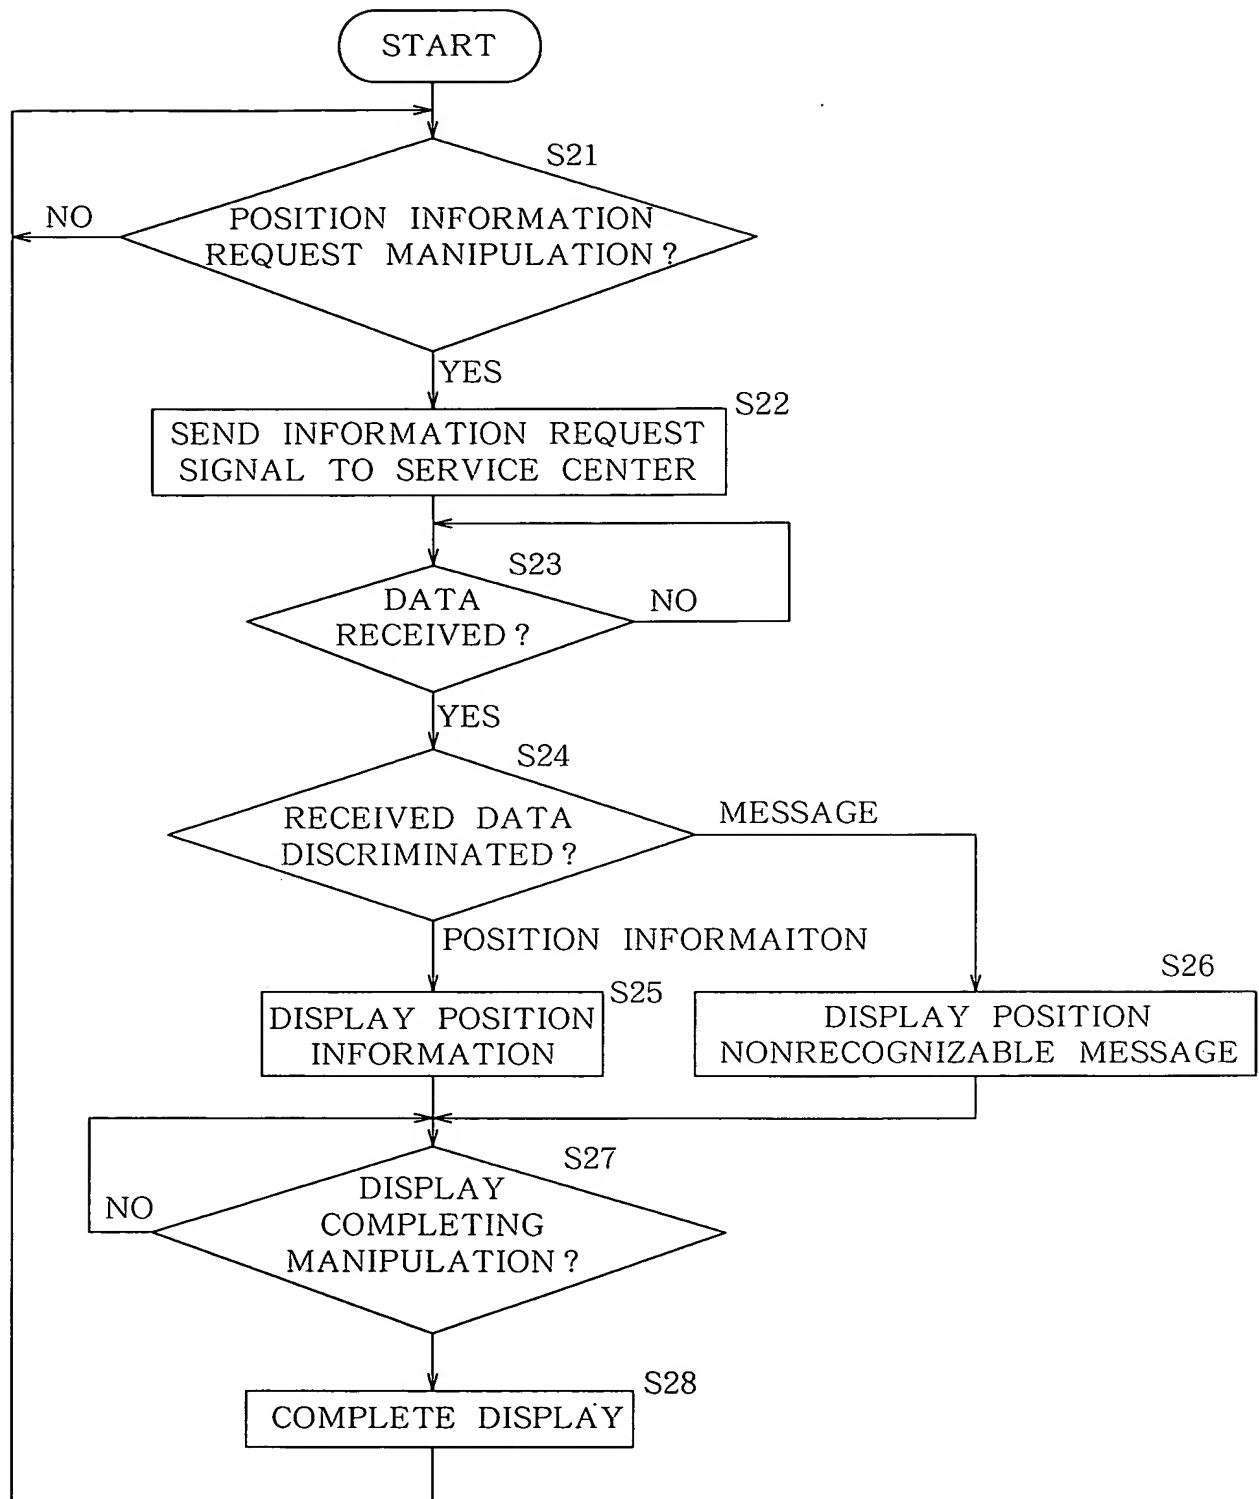 START
S21
NO
POSITION INFORMATION
REQUEST MANIPULATION?
YES
S22
SEND INFORMATION REQUEST
SIGNAL TO SERVICE CENTER
S23
DATA
RECEIVED?
NO
YES
S24
RECEIVED DATA
DISCRIMINATED?
MESSAGE
POSITION INFORMAITON
S25
DISPLAY POSITION
INFORMATION
S26
DISPLAY POSITION
NONRECOGNIZABLE MESSAGE
S27
DISPLAY
COMPLETING
MANIPULATION?
NO
S28
COMPLETE DISPLAY